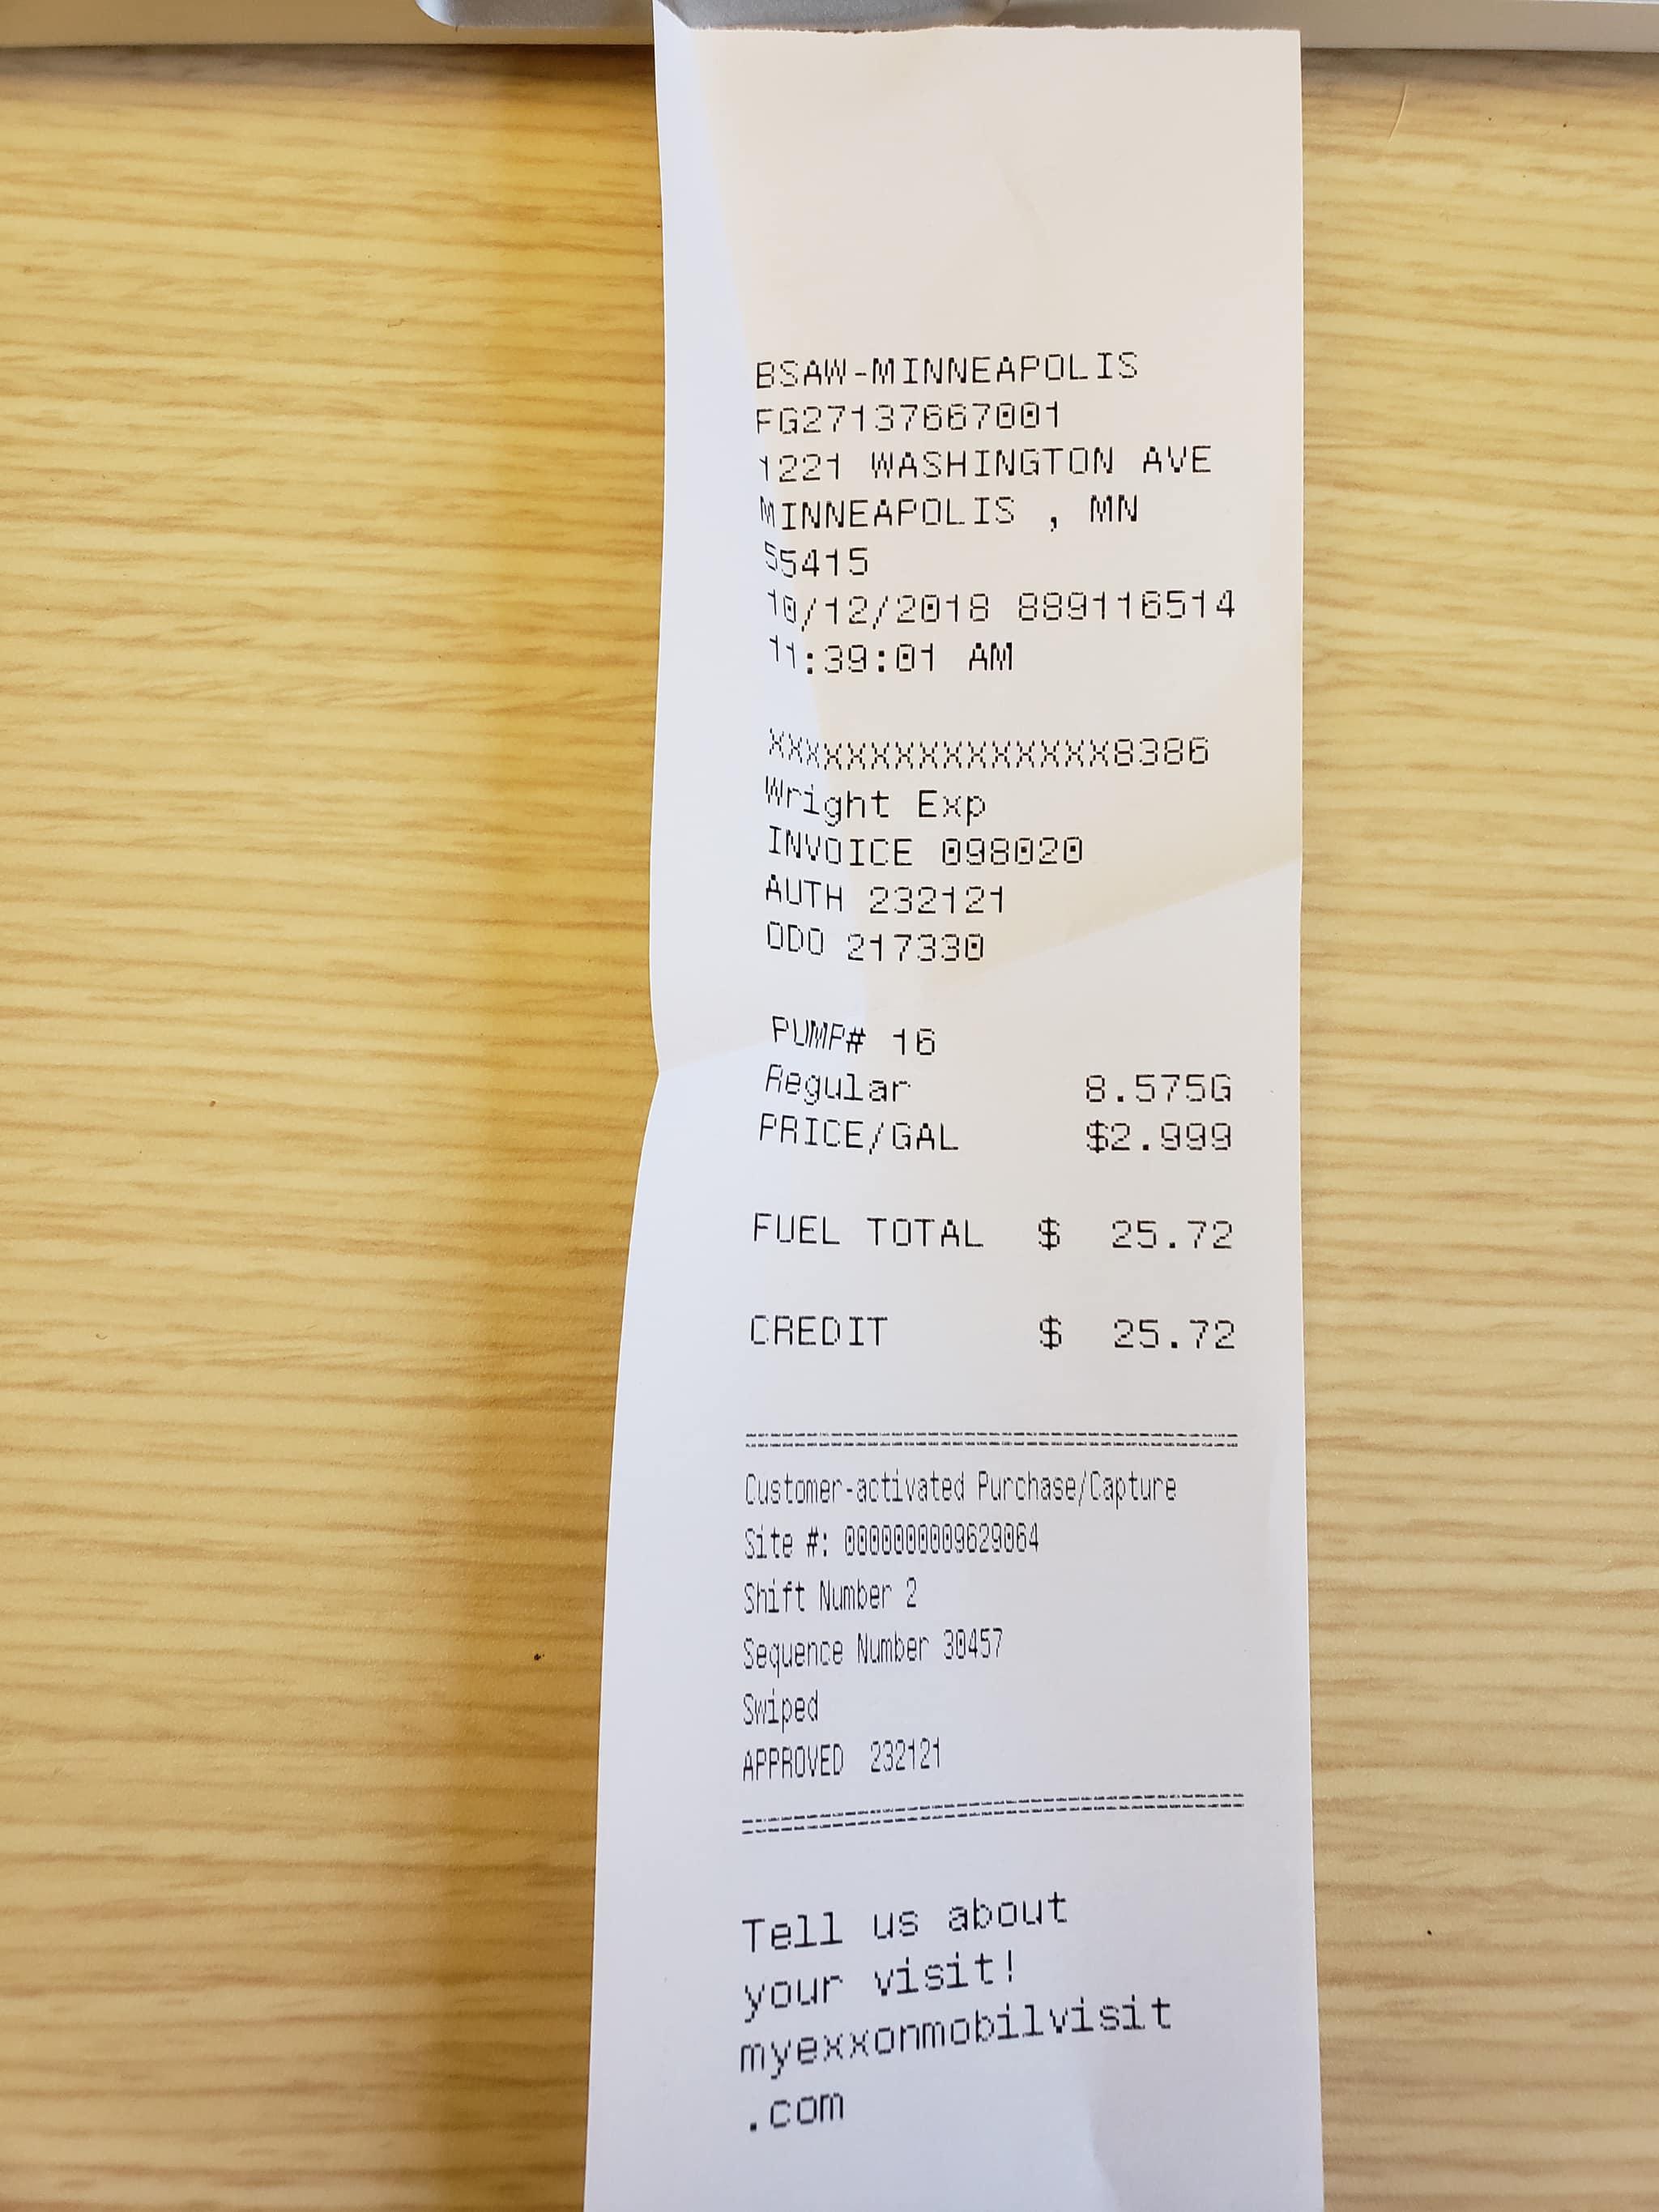 BSAW-MINNEAPOLIS
FG27137667001
1221 WASHINGTON AVE
MINNEAPOLIS , MN
55415
10/12/2018 889116514
11:39:01 AM
XXXXXXXXXXXXXXX8386
Wright Exp
INVOICE 098020
AUTH 232121
ODO 217330
PUMP# 16
Regular 8.575G
PRICE/GAL $2.999
FUEL TOTAL $ 25.72
CREDIT $ 25.72
Customer-activated Purchase/Capture
Site #: 0000000009629064
Shift Number 2
Sequence Number 30457
Swiped
APPROVED 232121
Tell us about
your visit!
myexxonmobilvisit
.com